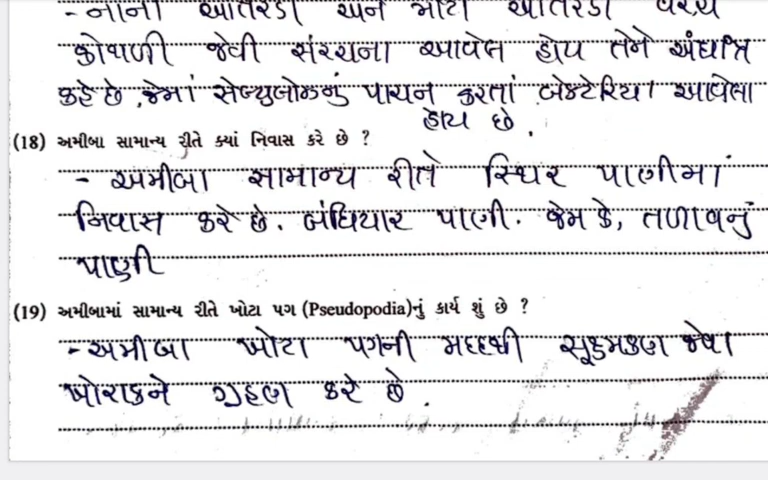 - નાના આંતરડા અને મોટા આંતરડા વચ્ચે
કોથળી જેવી સંરચના આવેલ હોય તેને અંધાંત્ર
કહે છે, જેમાં સેલ્યુલોઝનું પાચન કરતાં બેક્ટેરિયા આવેલા
હોય છે.
(18) અમીબા સામાન્ય રીતે ક્યાં નિવાસ કરે છે ?
- અમીબા સામાન્ય રીતે સ્થિર પાણીમાં
નિવાસ કરે છે. બંધિયાર પાણી. જેમ કે, તળાવનું
પાણી
(19) અમીબામાં સામાન્ય રીતે ખોટા પગ (Pseudopodia)નું કાર્ય શું છે ?
- અમીબા ખોટા પગની મદદથી સૂક્ષ્મકણ જેવા
ખોરાકને ગ્રહણ કરે છે.